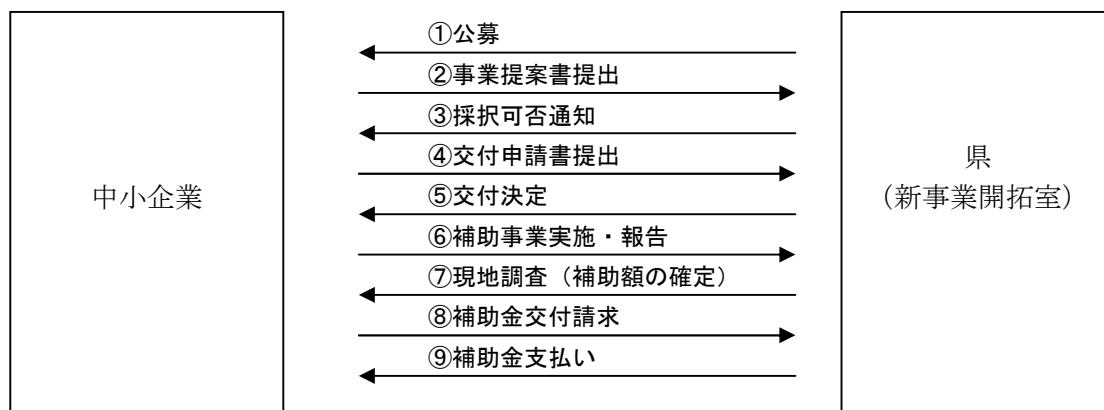 ①公募
②事業提案書提出
③採択可否通知
④交付申請書提出
⑤交付決定
⑥補助事業実施・報告
⑦現地調査（補助額の確定）
⑧補助金交付請求
⑨補助金支払い
中小企業
県
（新事業開拓室）